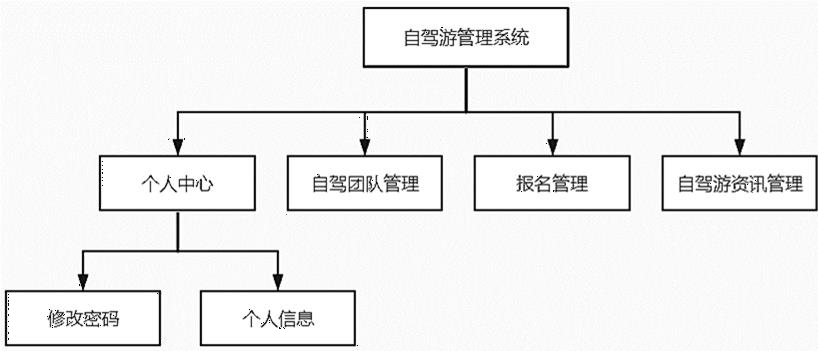 自驾游管理系统
个人中心
自驾团队管理
报名管理
自驾游资讯管理
修改密码
个人信息